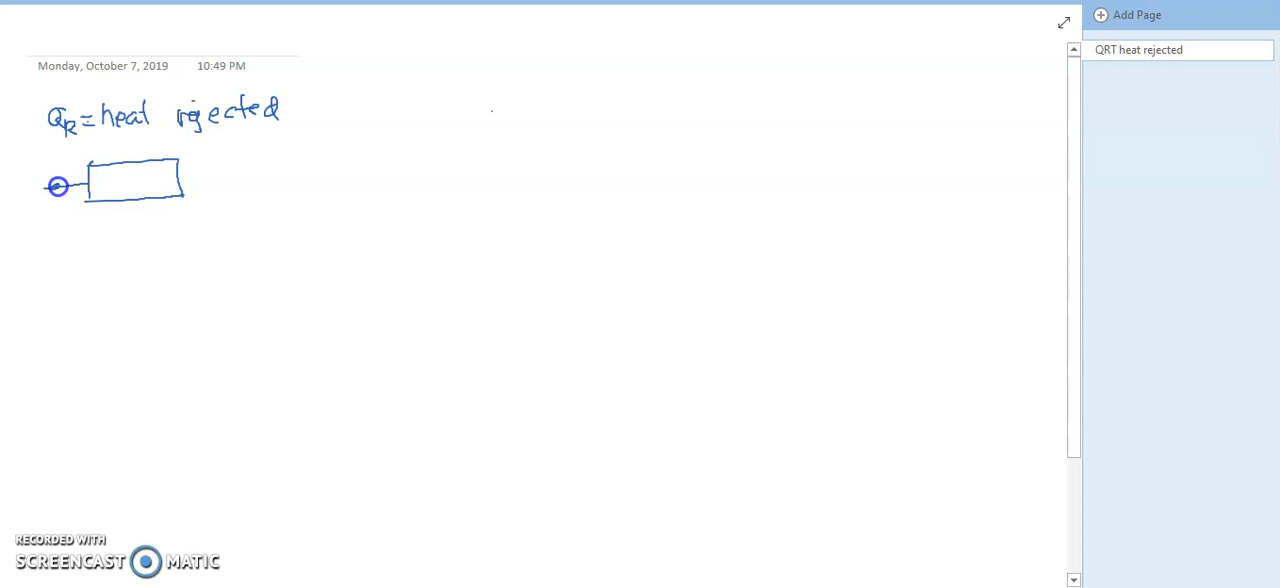 Add Page
QRT heat rejected
Monday, October 7, 2019 10:49 PM
QR = heat rejected
RECORDED WITH
SCREENCAST MATIC